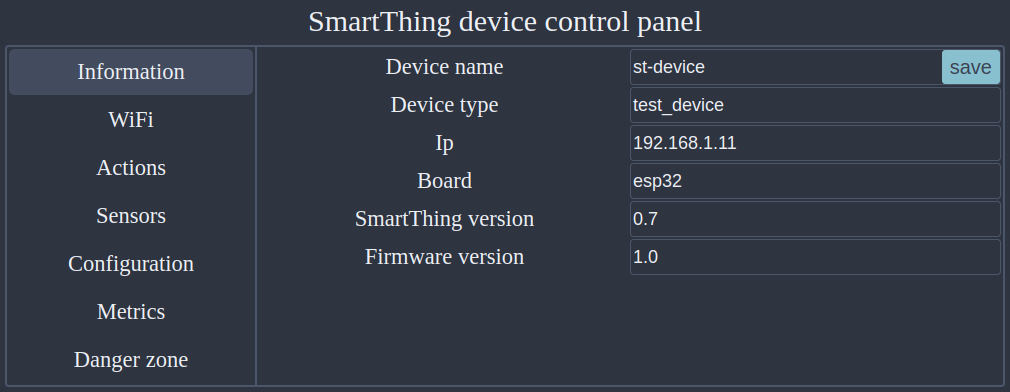 SmartThing device control panel
Information
WiFi
Actions
Sensors
Configuration
Metrics
Danger zone
Device name st-device save
Device type test_device
Ip 192.168.1.11
Board esp32
SmartThing version 0.7
Firmware version 1.0